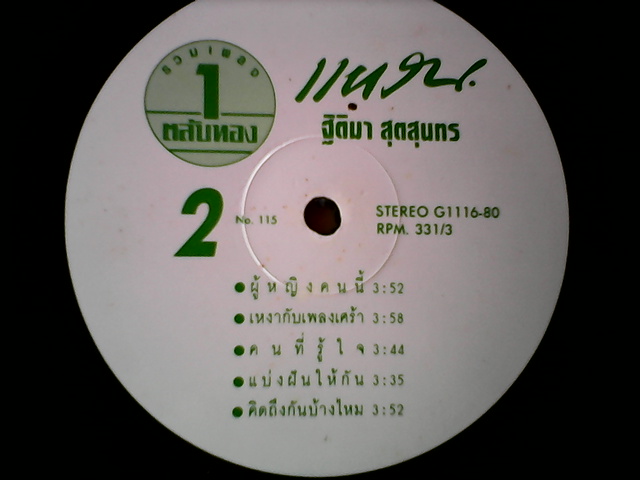 รวมเพลง
1
ตลับทอง
แหวน
ฐิติมา สุตสุนทร
2
No. 115
STEREO G1116-80
RPM. 331/3
ผู้หญิงคนนี้ 3:52
เหงากับเพลงเศร้า 3:58
คนที่รู้ใจ 3:44
แบ่งฝันให้กัน 3:35
คิดถึงกันบ้างไหม 3:52